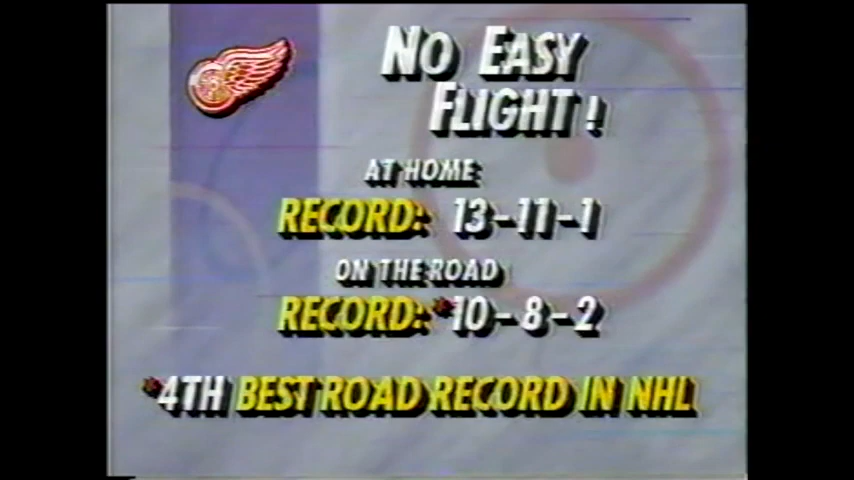 NO EASY
FLIGHT!
AT HOME
RECORD: 13-11-1
ON THE ROAD
RECORD: *10-8-2
*4TH BEST ROAD RECORD IN NHL